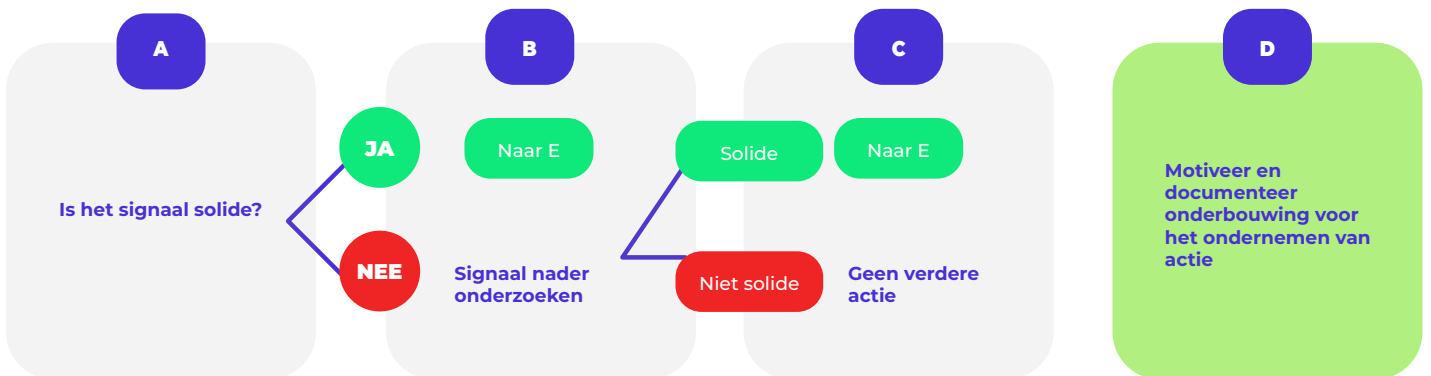 A
Is het signaal solide?
JA
NEE
B
Naar E
Signaal nader
onderzoeken
Solide
Niet solide
C
Naar E
Geen verdere
actie
D
Motiveer en
documenteer
onderbouwing voor
het ondernemen van
actie